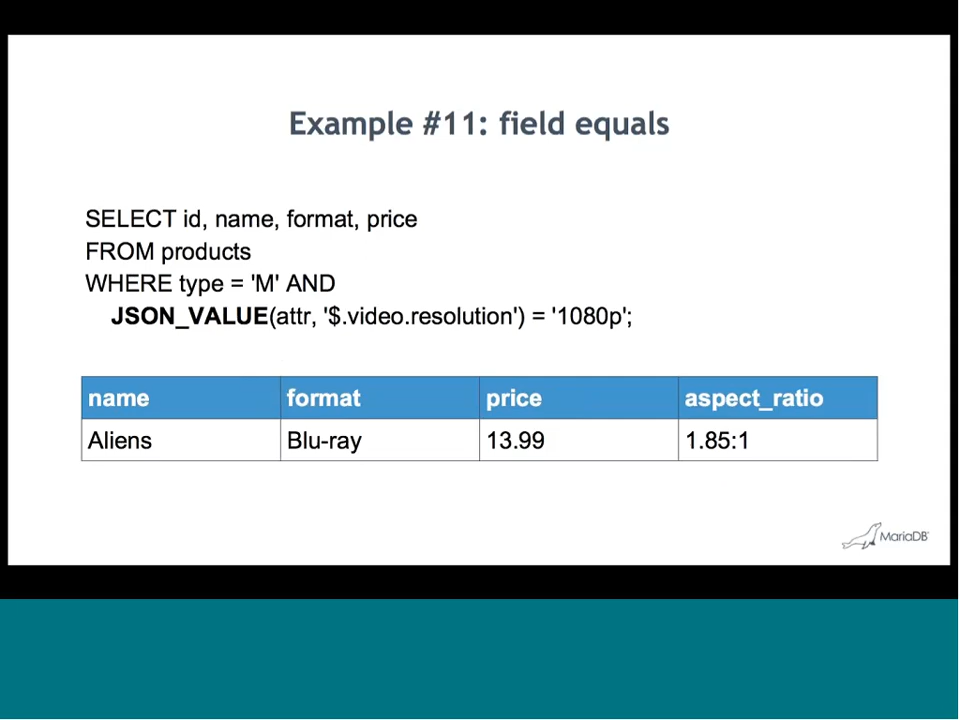 Example #11: field equals
SELECT id, name, format, price
FROM products
WHERE type = 'M' AND
JSON_VALUE(attr, '$.video.resolution') = '1080p';
name format price aspect_ratio
Aliens Blu-ray 13.99 1.85:1
MariaDB